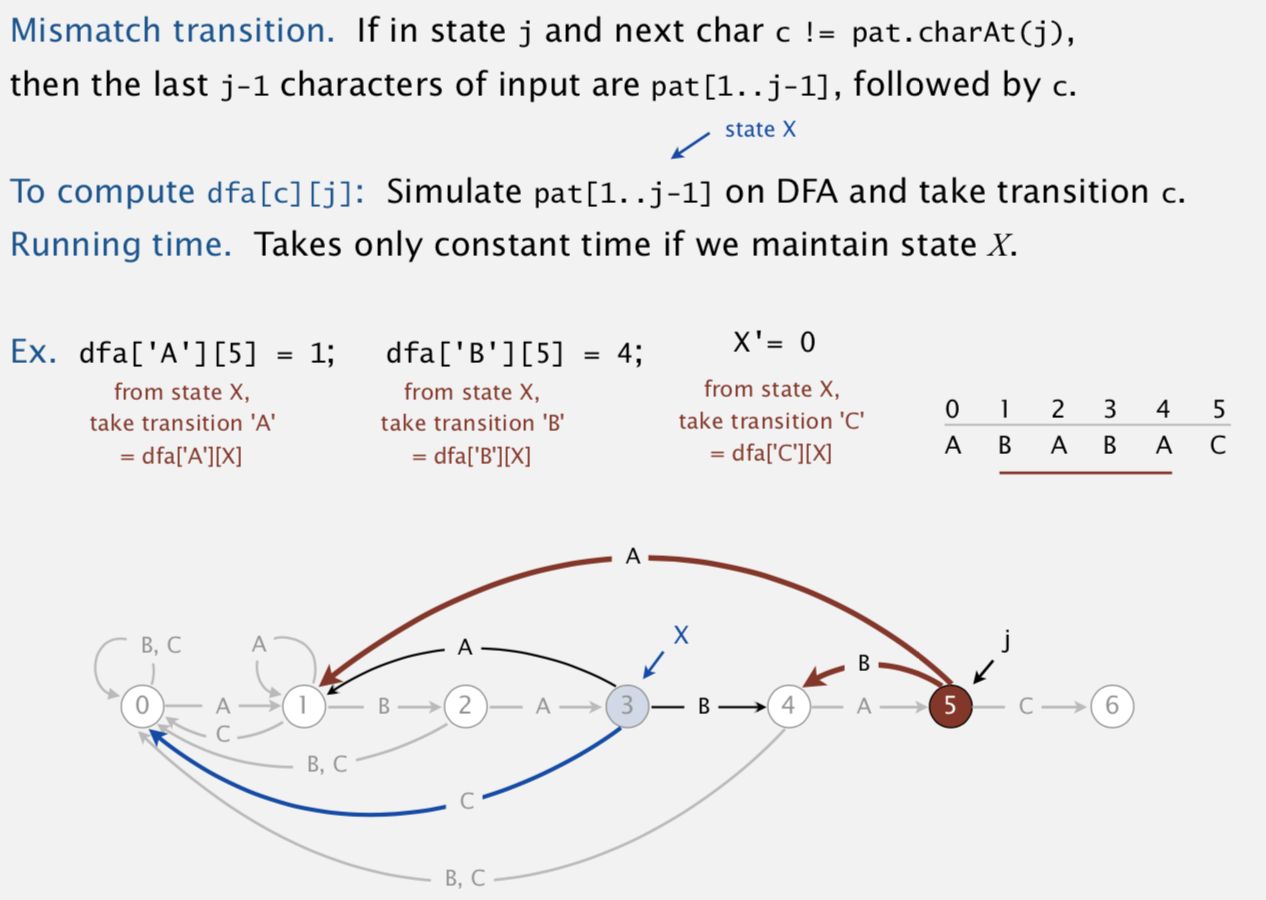 Mismatch transition. If in state j and next char c != pat.charAt(j),
then the last j-1 characters of input are pat[1..j-1], followed by c.
state X
To compute dfa[c][j]: Simulate pat[1..j-1] on DFA and take transition c.
Running time. Takes only constant time if we maintain state X.
Ex. dfa['A'][5] = 1; dfa['B'][5] = 4; X'= 0
from state X,
take transition 'A'
= dfa['A'][X]
from state X,
take transition 'B'
= dfa['B'][X]
from state X,
take transition 'C'
= dfa['C'][X]
0 1 2 3 4 5
A B A B A C
A
X
j
B, C
A
A
B
0 A 1 B 2 A 3 B 4 A 5 C 6
C
B, C
C
B, C